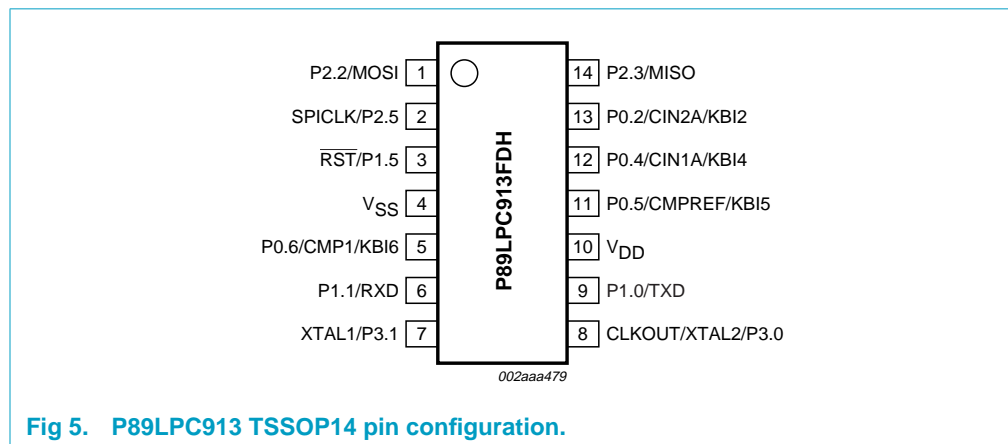 P2.2/MOSI 1 14 P2.3/MISO
SPICLK/P2.5 2 13 P0.2/CIN2A/KBI2
R̅S̅T̅/P1.5 3 12 P0.4/CIN1A/KBI4
VSS 4 11 P0.5/CMPREF/KBI5
P0.6/CMP1/KBI6 5 10 VDD
P1.1/RXD 6 9 P1.0/TXD
XTAL1/P3.1 7 8 CLKOUT/XTAL2/P3.0
P89LPC913FDH
002aaa479
Fig 5. P89LPC913 TSSOP14 pin configuration.